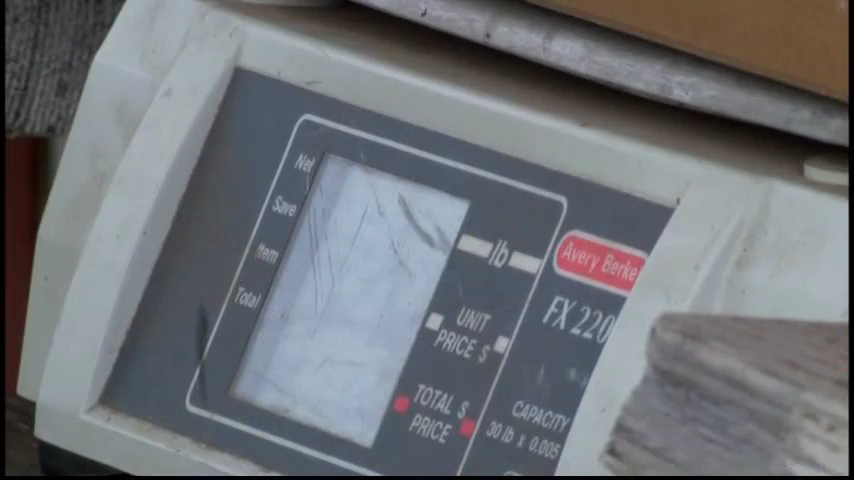 Net
Save
Item
Total
lb
UNIT
PRICE $
TOTAL $
PRICE
Avery Berke
FX 220
CAPACITY
30 lb x 0.005